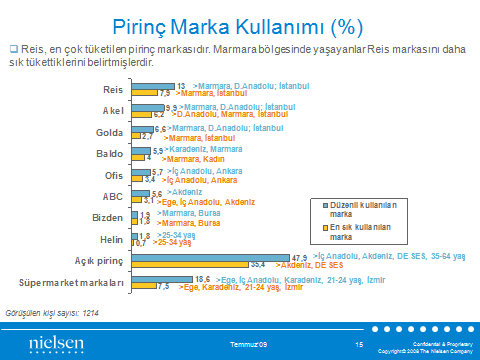 Pirinç Marka Kullanımı (%)
Reis, en çok tüketilen pirinç markasıdır. Marmara bölgesinde yaşayanlar Reis markasını daha
sık tükettiklerini belirtmişlerdir.
Reis 13 >Marmara, D.Anadolu; İstanbul
7,9 >Marmara, İstanbul
Akel 9,9 >Marmara, D.Anadolu; İstanbul
6,2 >D.Anadolu, Marmara, İstanbul
Golda 6,6 >Marmara, D.Anadolu; İstanbul
2,7 >Marmara, İstanbul
Baldo 5,9 >Karadeniz, Marmara
4 >Marmara, Kadın
Ofis 5,7 >İç Anadolu, Ankara
3,4 >İç Anadolu, Ankara
ABC 5,6 >Akdeniz
3,1 >Ege, İç Anadolu, Akdeniz
Bizden 1,9 >Marmara, Bursa
1,8 >Marmara, Bursa
Helin 1,8 >25-34 yaş
0,7 >25-34 yaş
Açık pirinç 47,9 >İç Anadolu, Akdeniz, DE SES, 35-64 yaş
35,4 >Akdeniz, DE SES
Süpermarket markaları 18,6 >Ege, İç Anadolu, Karadeniz, 21-24 yaş, İzmir
7,5 >Ege, Karadeniz, 21-24 yaş, İzmir
Düzenli kullanılan
marka
En sık kullanılan
marka
Görüşülen kişi sayısı: 1214
nielsen
Temmuz'09
15
Confidential & Proprietary
Copyright © 2008 The Nielsen Company